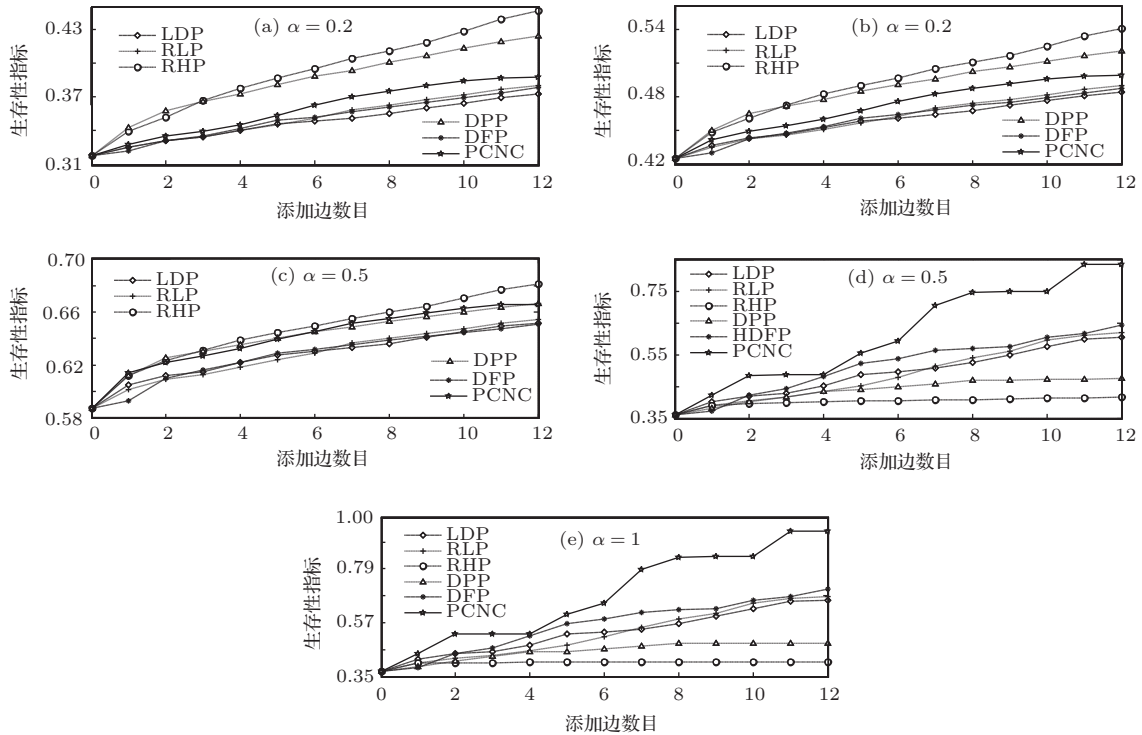 (a) α = 0.2
LDP
RLP
RHP
DPP
DFP
PCNC
0.43
0.37
0.31
0 2 4 6 8 10 12
生存性指标
添加边数目
(b) α = 0.2
LDP
RLP
RHP
DPP
DFP
PCNC
0.54
0.48
0.42
0 2 4 6 8 10 12
生存性指标
添加边数目
(c) α = 0.5
LDP
RLP
RHP
DPP
DFP
PCNC
0.70
0.66
0.62
0.58
0 2 4 6 8 10 12
生存性指标
添加边数目
(d) α = 0.5
LDP
RLP
RHP
DPP
HDFP
PCNC
0.75
0.55
0.35
0 2 4 6 8 10 12
生存性指标
添加边数目
(e) α = 1
LDP
RLP
RHP
DPP
DFP
PCNC
1.00
0.79
0.57
0.35
0 2 4 6 8 10 12
生存性指标
添加边数目